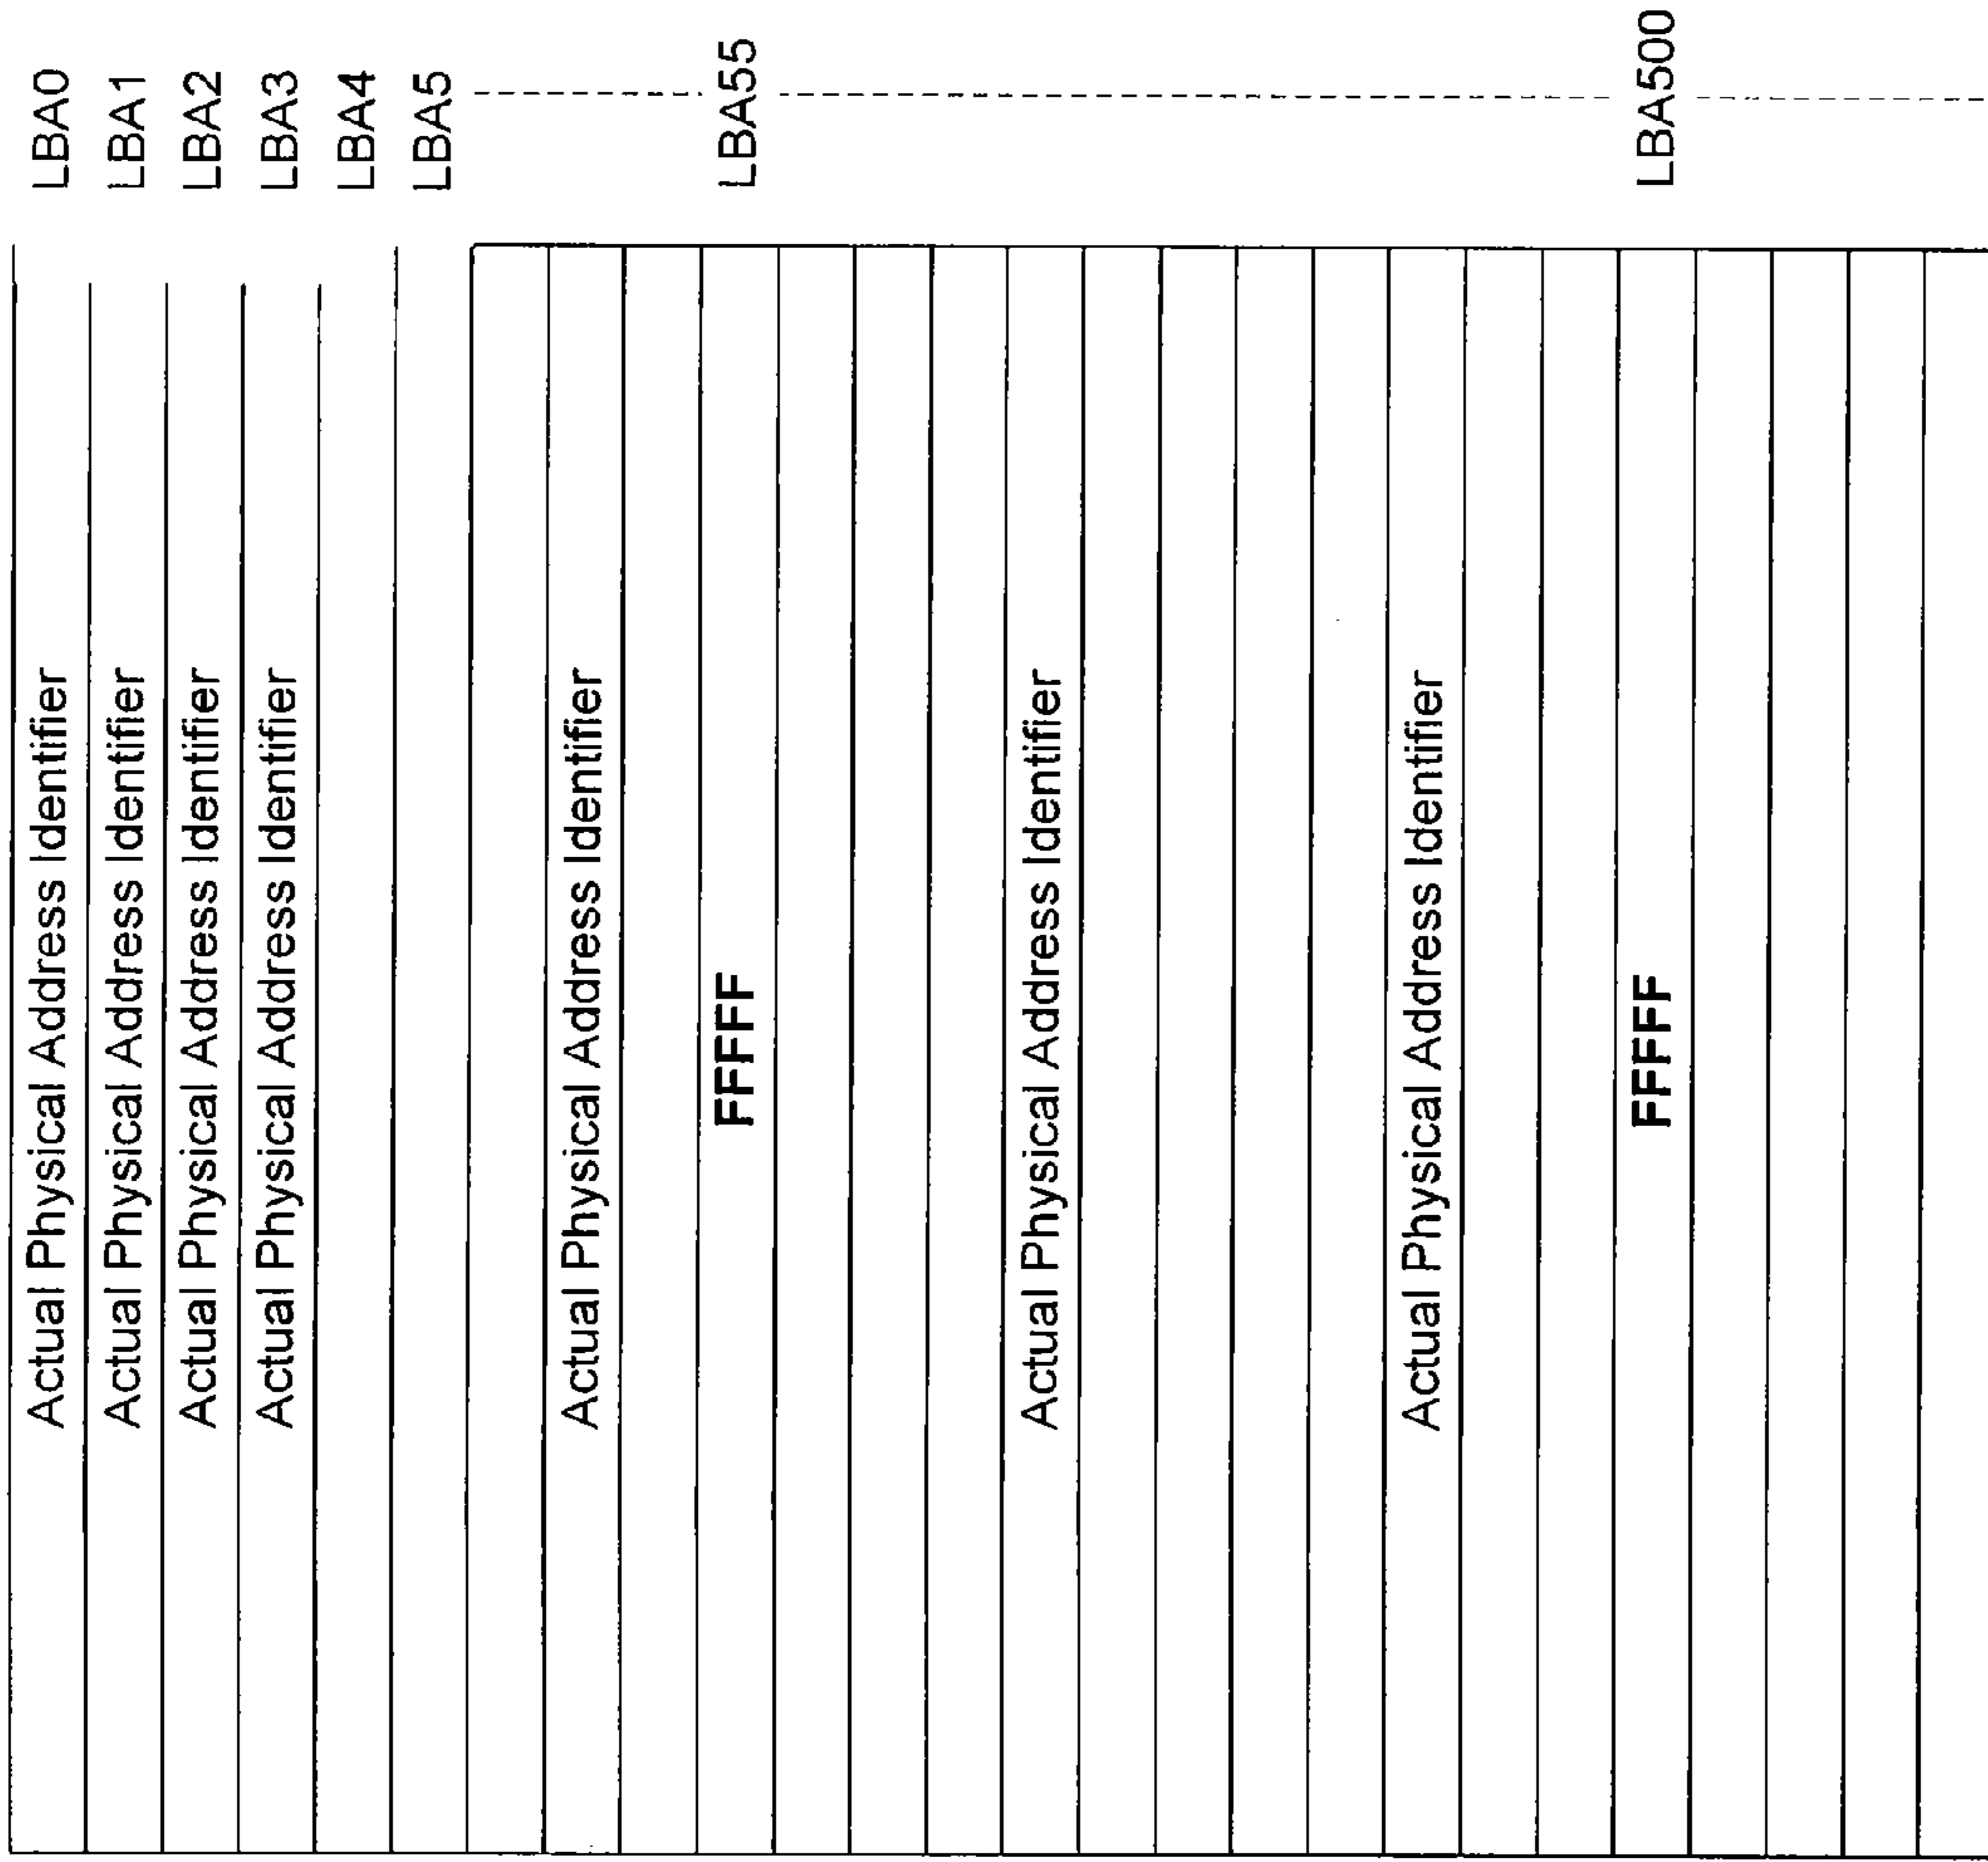 Actual Physical Address Identifier LBA0
Actual Physical Address Identifier LBA1
Actual Physical Address Identifier LBA2
Actual Physical Address Identifier LBA3
LBA4
LBA5
Actual Physical Address Identifier
FFFFF LBA55
Actual Physical Address Identifier
Actual Physical Address Identifier
FFFFF LBA500